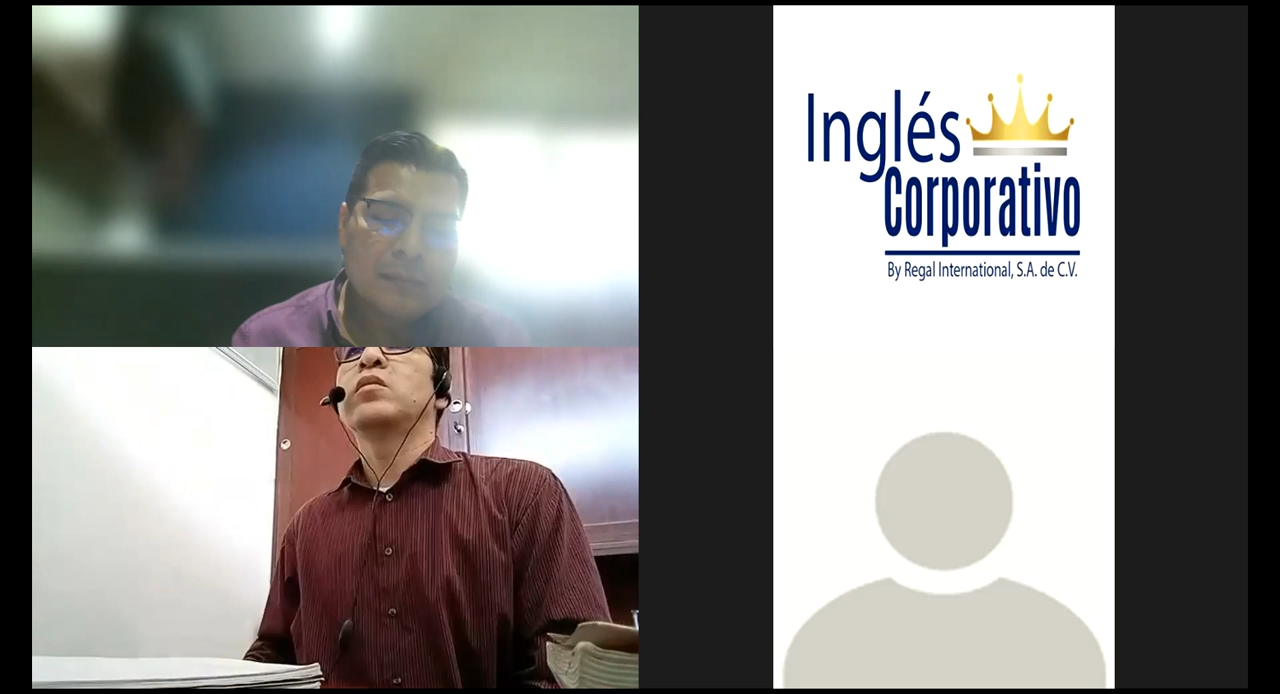 Inglés
Corporativo
By Regal International, S.A. de C.V.